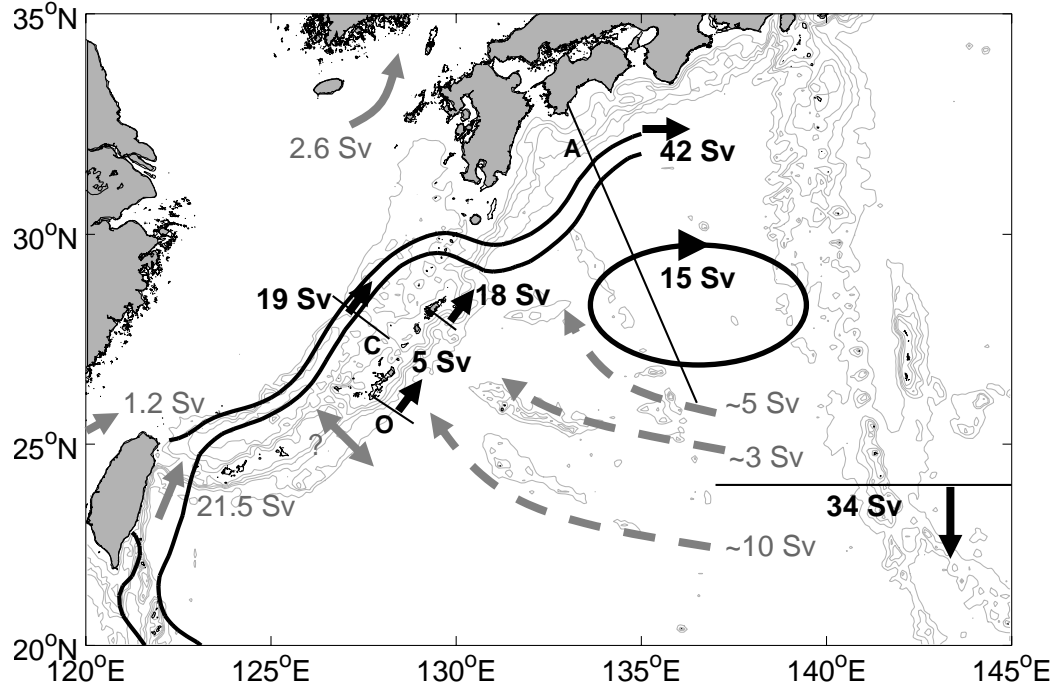 35°N
2.6 Sv
A
42 Sv
30°N
15 Sv
19 Sv
18 Sv
C
5 Sv
1.2 Sv
O
~5 Sv
25°N
?
~3 Sv
21.5 Sv
34 Sv
~10 Sv
20°N
120°E 125°E 130°E 135°E 140°E 145°E